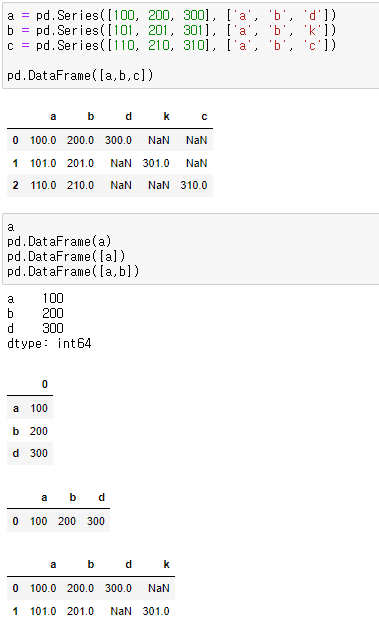 a = pd.Series([100, 200, 300], ['a', 'b', 'd'])
b = pd.Series([101, 201, 301], ['a', 'b', 'k'])
c = pd.Series([110, 210, 310], ['a', 'b', 'c'])
pd.DataFrame([a,b,c])
a b d k c
0 100.0 200.0 300.0 NaN NaN
1 101.0 201.0 NaN 301.0 NaN
2 110.0 210.0 NaN NaN 310.0
a
pd.DataFrame(a)
pd.DataFrame([a])
pd.DataFrame([a,b])
a 100
b 200
d 300
dtype: int64
0
a 100
b 200
d 300
a b d
0 100 200 300
a b d k
0 100.0 200.0 300.0 NaN
1 101.0 201.0 NaN 301.0